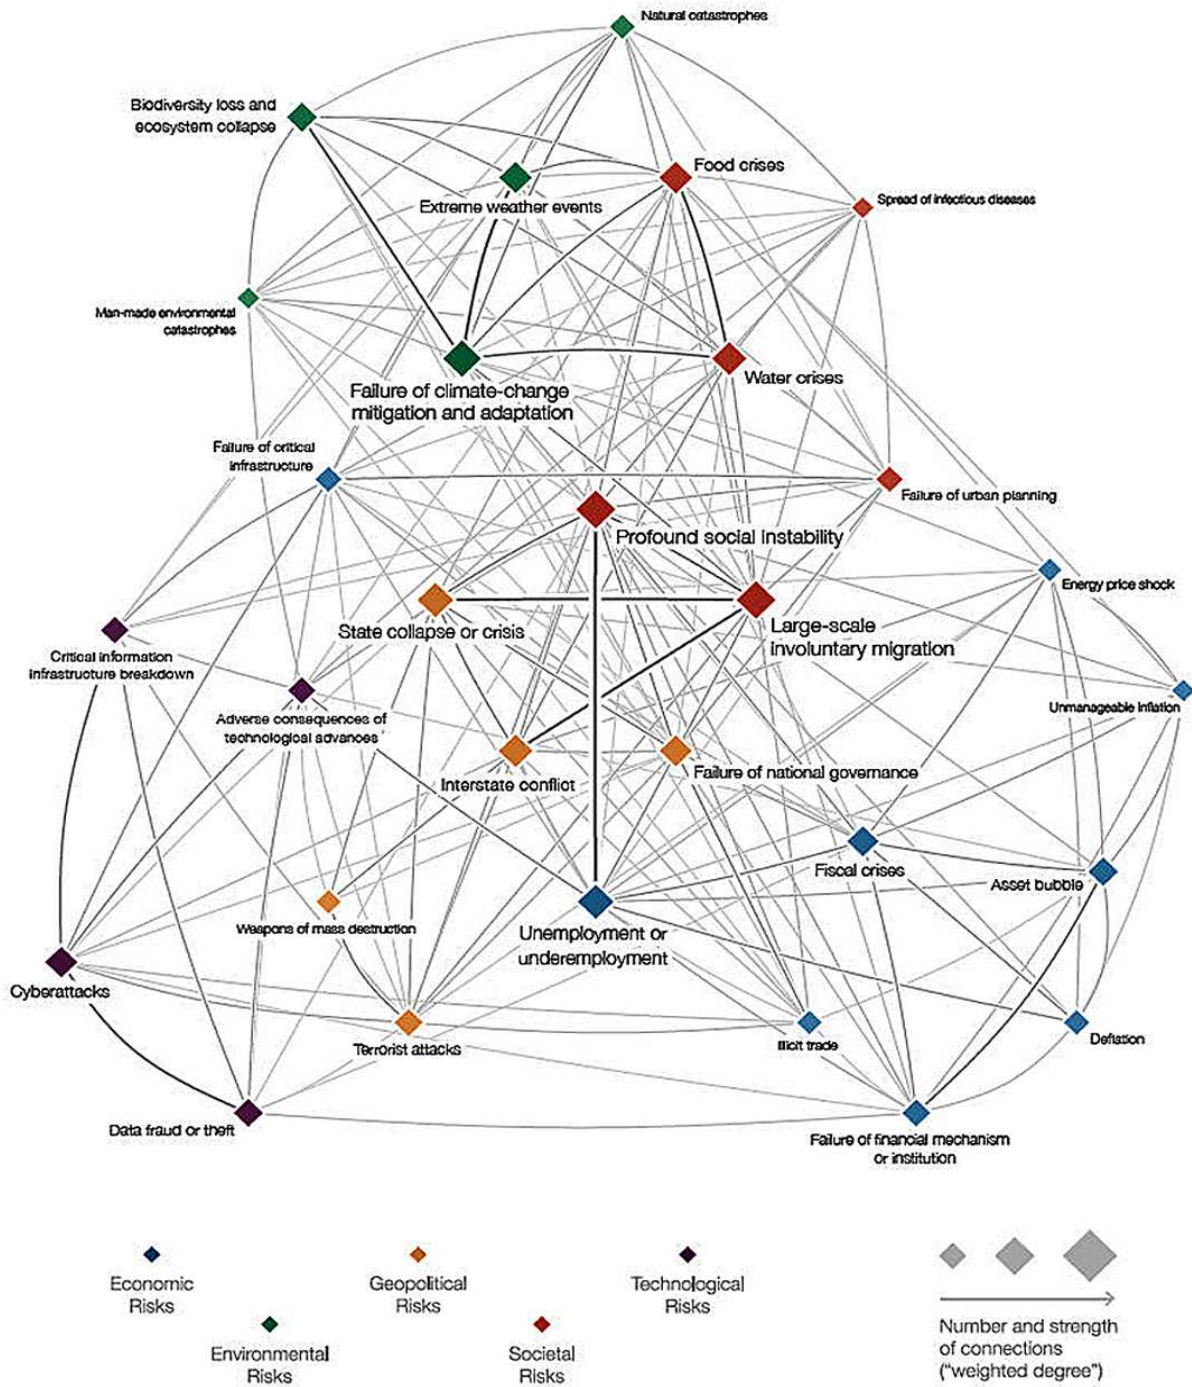 Natural catastrophes
Biodiversity loss and
ecosystem collapse
Food crises
Extreme weather events
Spread of infectious diseases
Man-made environmental
catastrophes
Water crises
Failure of climate-change
mitigation and adaptation
Failure of critical
infrastructure
Failure of urban planning
Profound social instability
Energy price shock
State collapse or crisis
Large-scale
involuntary migration
Critical information
infrastructure breakdown
Unmanageable inflation
Adverse consequences of
technological advances
Interstate conflict
Failure of national governance
Fiscal crises
Asset bubble
Weapons of mass destruction
Unemployment or
underemployment
Cyberattacks
Terrorist attacks
Illicit trade
Deflation
Data fraud or theft
Failure of financial mechanism
or institution
Economic
Risks
Geopolitical
Risks
Technological
Risks
Environmental
Risks
Societal
Risks
Number and strength
of connections
("weighted degree")